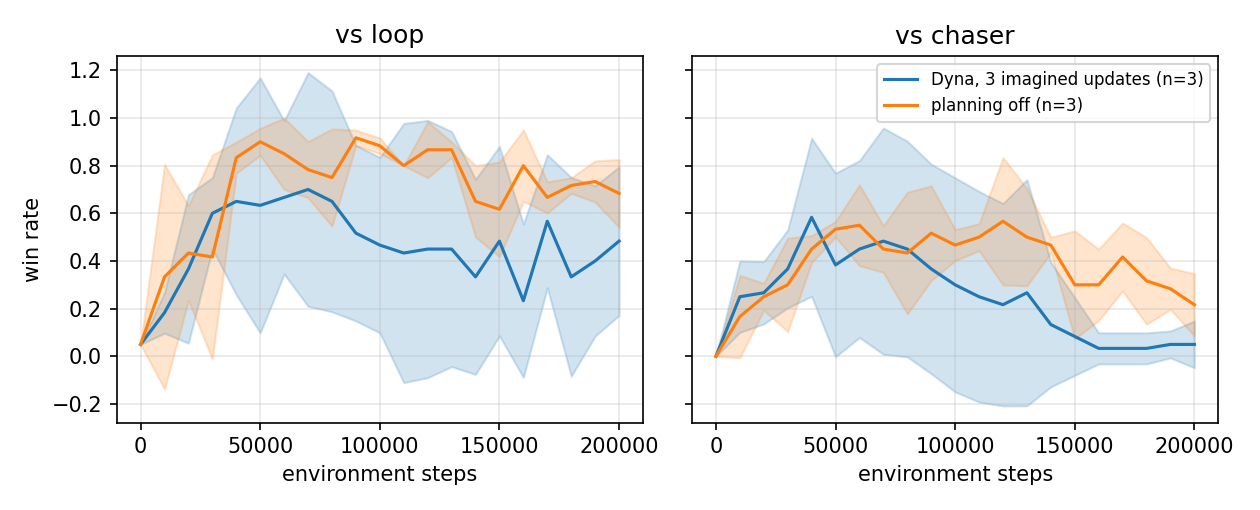 vs loop
vs chaser
win rate
1.2
1.0
0.8
0.6
0.4
0.2
0.0
−0.2
Dyna, 3 imagined updates (n=3)
planning off (n=3)
0 50000 100000 150000 200000
0 50000 100000 150000 200000
environment steps
environment steps